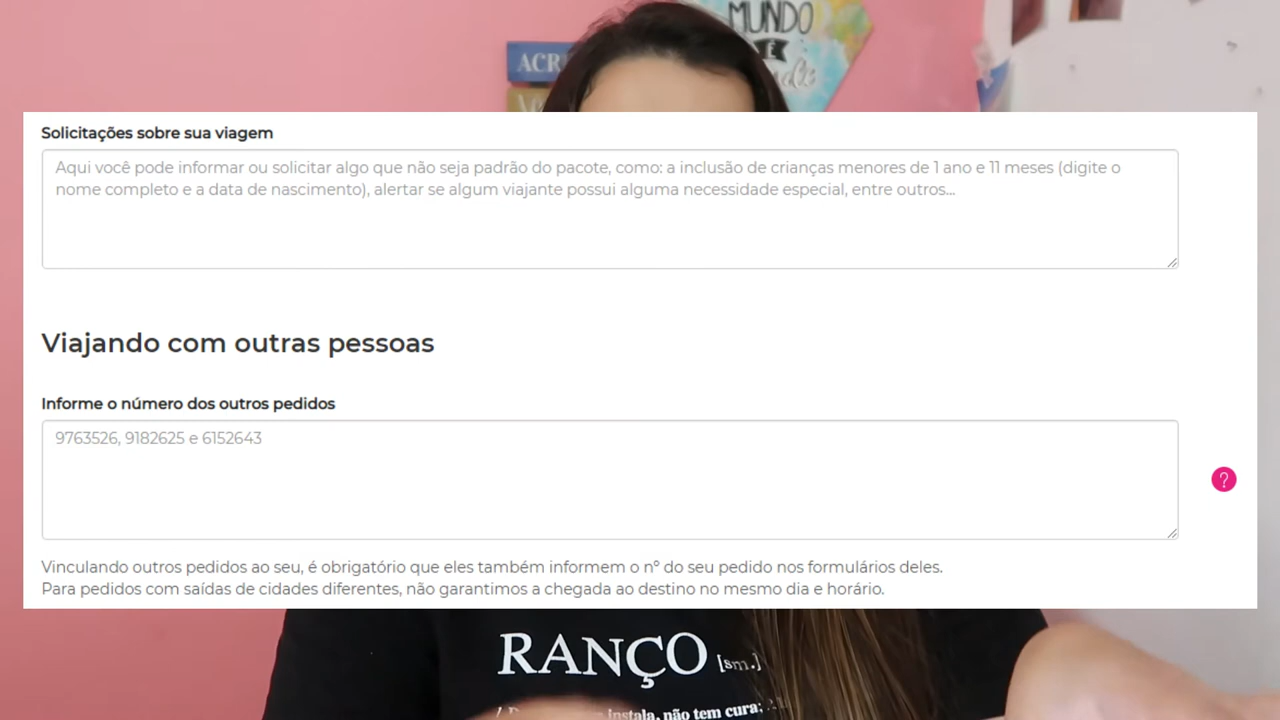 MUNDO
É
ACR
Solicitações sobre sua viagem
Aqui você pode informar ou solicitar algo que não seja padrão do pacote, como: a inclusão de crianças menores de 1 ano e 11 meses (digite o
nome completo e a data de nascimento), alertar se algum viajante possui alguma necessidade especial, entre outros...
Viajando com outras pessoas
Informe o número dos outros pedidos
9763526, 9182625 e 6152643
?
Vinculando outros pedidos ao seu, é obrigatório que eles também informem o nº do seu pedido nos formulários deles.
Para pedidos com saídas de cidades diferentes, não garantimos a chegada ao destino no mesmo dia e horário.
RANÇO [sm.]
instala, não tem cura;